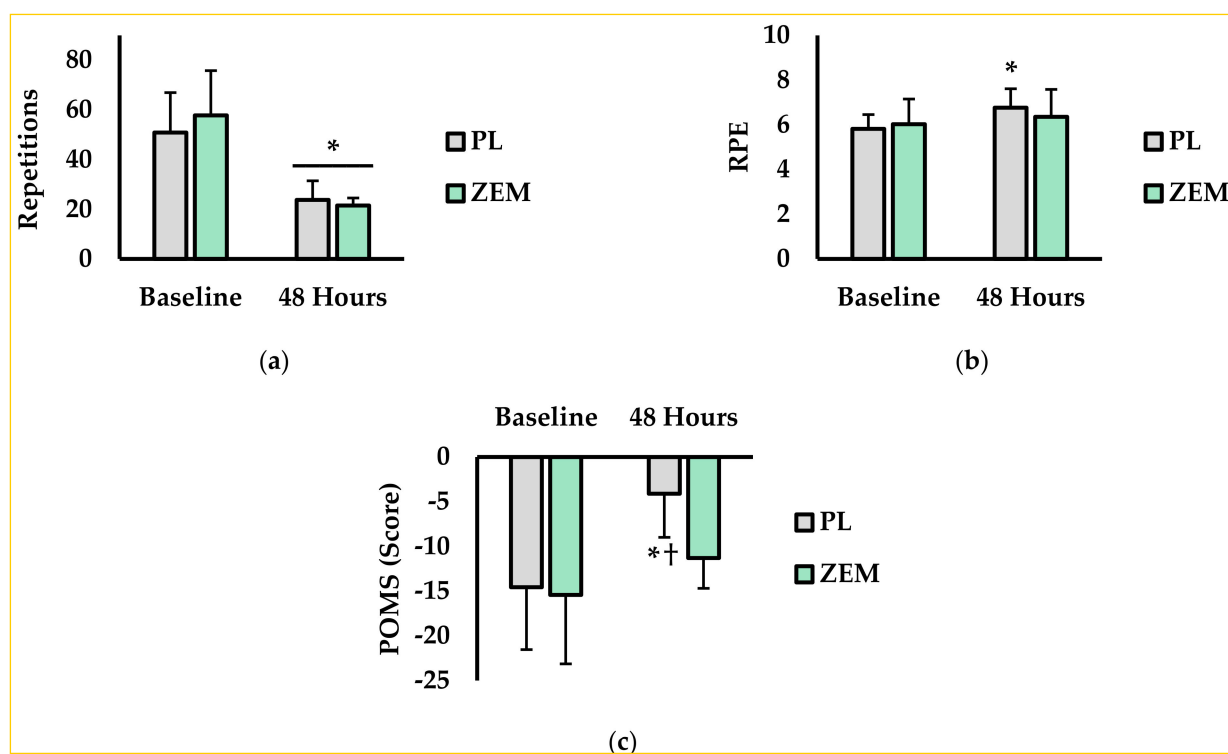 80
60
40
20
0
Repetitions
*
PL
ZEM
Baseline 48 Hours
(a)
10
8
6
4
2
0
RPE
*
PL
ZEM
Baseline 48 Hours
(b)
Baseline 48 Hours
0
-5
-10
-15
-20
-25
POMS (Score)
*†
PL
ZEM
(c)